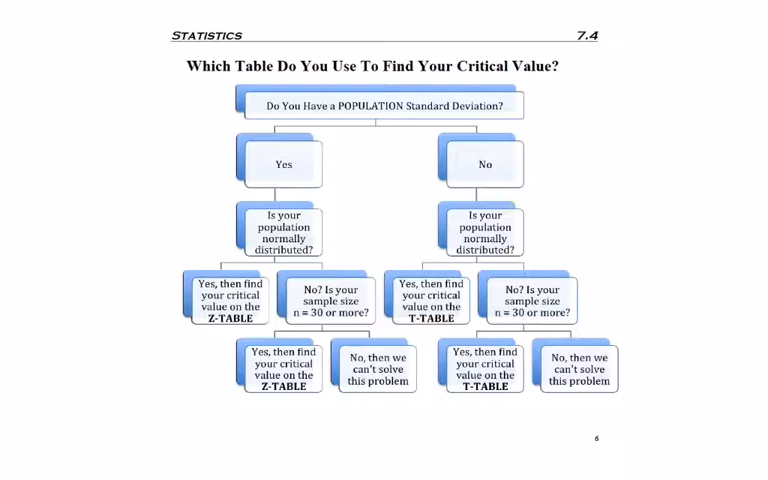 STATISTICS 7.4
Which Table Do You Use To Find Your Critical Value?
Do You Have a POPULATION Standard Deviation?
Yes
No
Is your
population
normally
distributed?
Is your
population
normally
distributed?
Yes, then find
your critical
value on the
Z-TABLE
No? Is your
sample size
n = 30 or more?
Yes, then find
your critical
value on the
T-TABLE
No? Is your
sample size
n = 30 or more?
Yes, then find
your critical
value on the
Z-TABLE
No, then we
can't solve
this problem
Yes, then find
your critical
value on the
T-TABLE
No, then we
can't solve
this problem
6